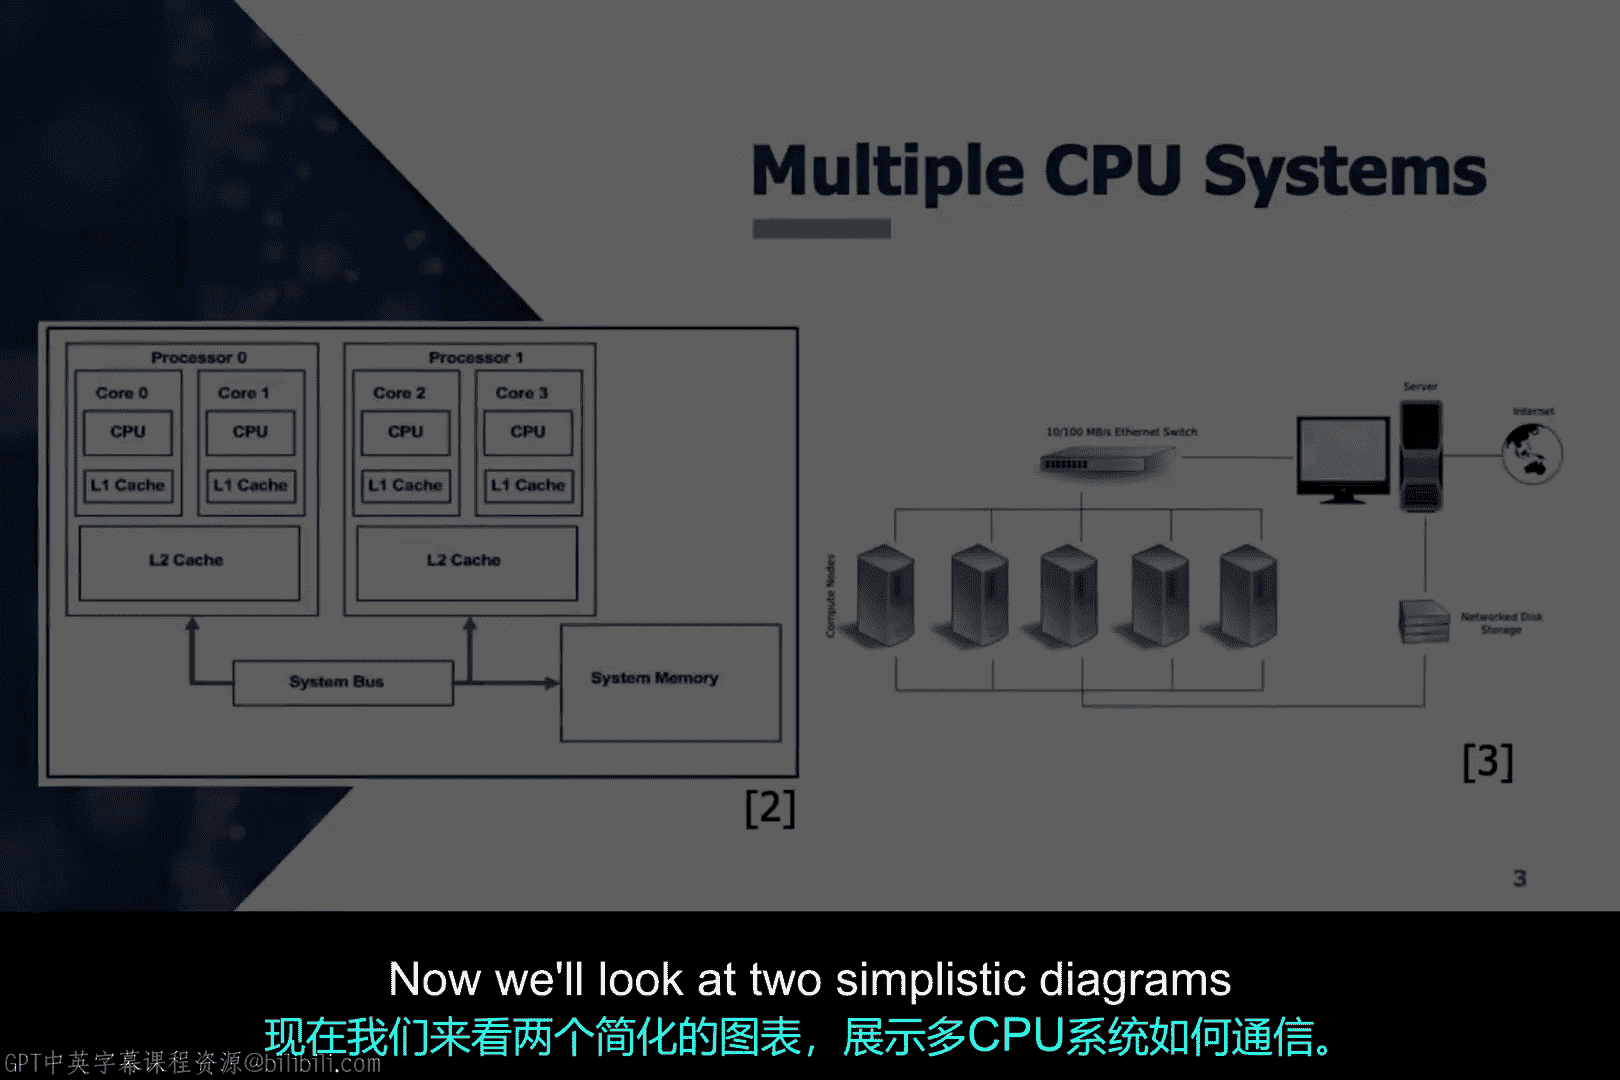 Multiple CPU Systems
Processor 0
Core 0
CPU
L1 Cache
Core 1
CPU
L1 Cache
L2 Cache
Processor 1
Core 2
CPU
L1 Cache
Core 3
CPU
L1 Cache
L2 Cache
System Bus
System Memory
[2]
10/100 MB/s Ethernet Switch
Server
Internet
Compute Nodes
Networked Disk
Storage
[3]
3
Now we'll look at two simplistic diagrams
现在我们来看两个简化的图表，展示多CPU系统如何通信。
GPT中英字幕课程资源@bilibili.com